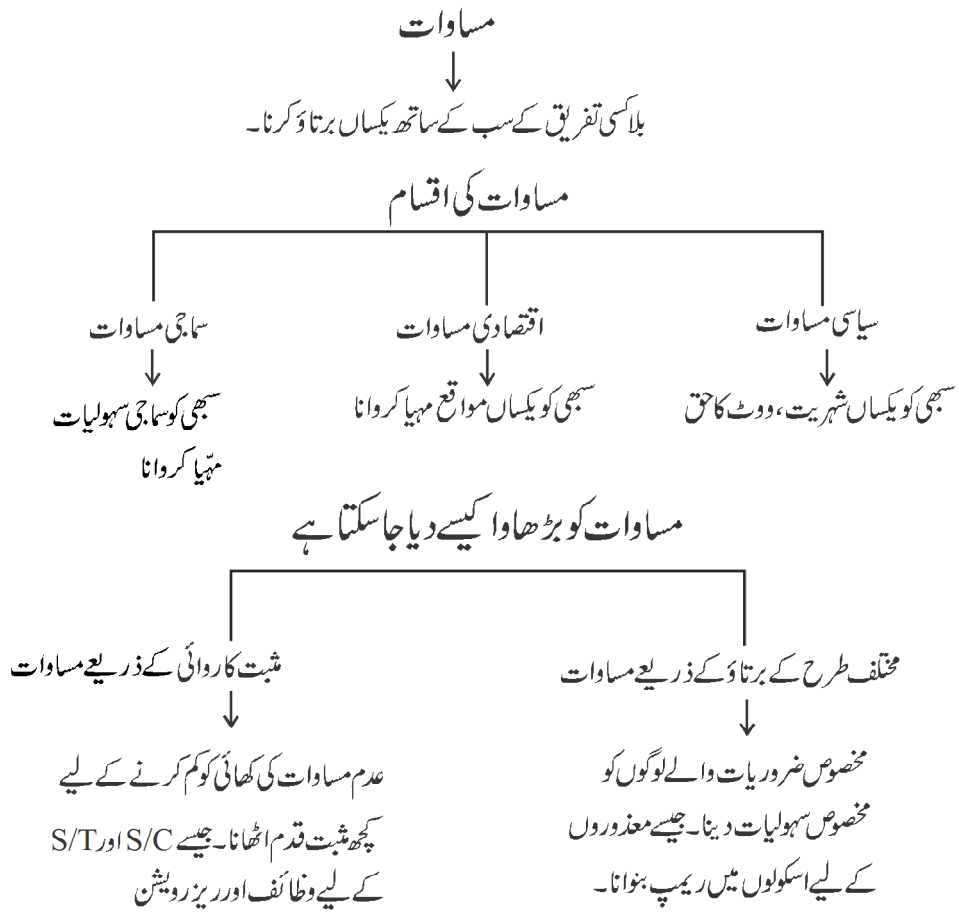 مساوات
بلا کسی تفریق کے سب کے ساتھ یکساں برتاؤ کرنا۔
مساوات کی اقسام
سیاسی مساوات
سبھی کو یکساں شہریت، ووٹ کا حق
اقتصادی مساوات
سبھی کو یکساں مواقع مہیا کروانا
سماجی مساوات
سبھی کو سماجی سہولیات
مہّیا کروانا
مساوات کو بڑھاوا کیسے دیا جا سکتا ہے
مختلف طرح کے برتاؤ کے ذریعے مساوات
مخصوص ضروریات والے لوگوں کو
مخصوص سہولیات دینا۔ جیسے معذوروں
کے لیے اسکولوں میں ریمپ بنوانا۔
مثبت کاروائی کے ذریعے مساوات
عدم مساوات کی کھائی کو کم کرنے کے لیے
کچھ مثبت قدم اٹھانا۔ جیسے S/C اور S/T
کے لیے وظائف اور ریزرویشن